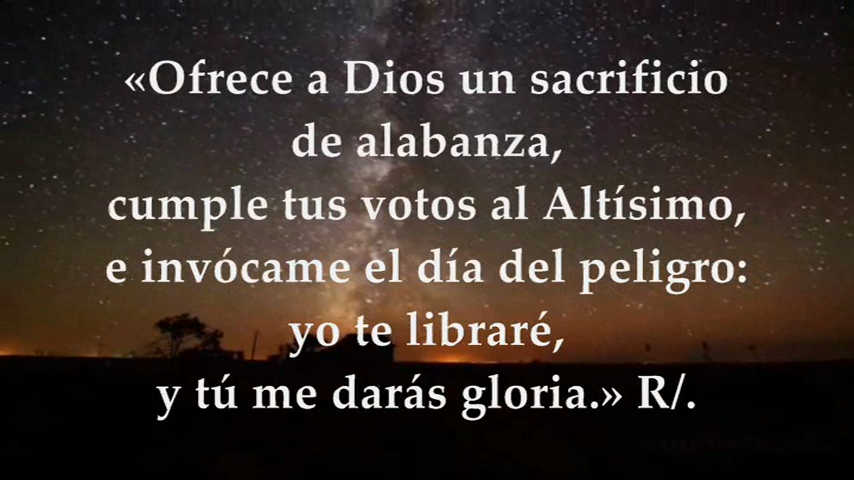 «Ofrece a Dios un sacrificio
de alabanza,
cumple tus votos al Altísimo,
e invócame el día del peligro:
yo te libraré,
y tú me darás gloria.» R/.